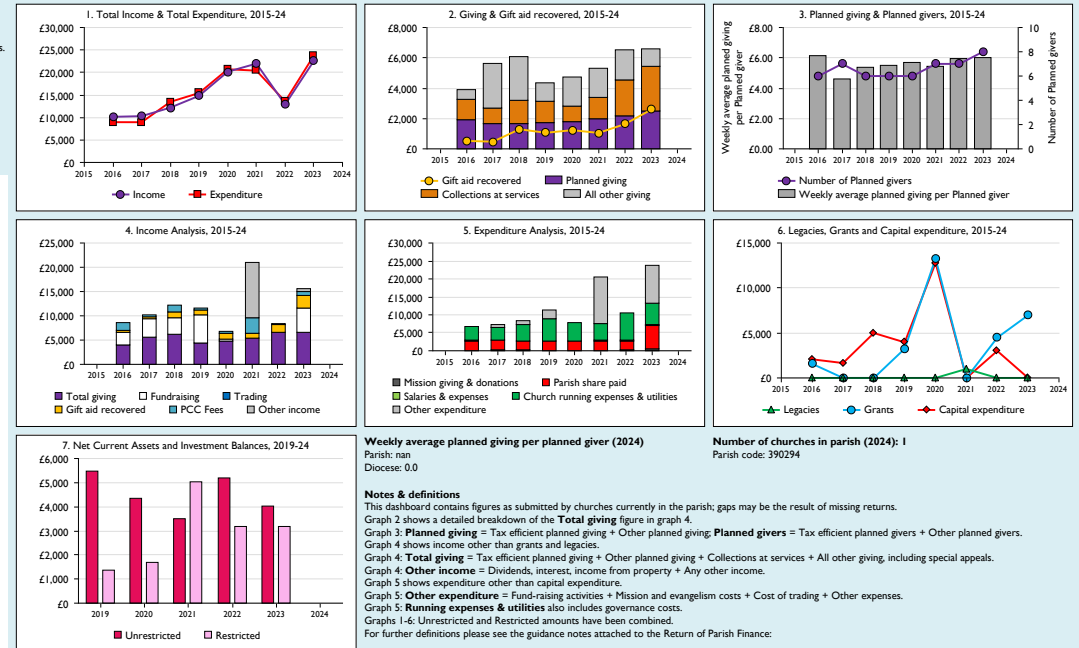 s.
1. Total Income & Total Expenditure, 2015-24
£30,000
£25,000
£20,000
£15,000
£10,000
£5,000
£0
2015 2016 2017 2018 2019 2020 2021 2022 2023 2024
Income Expenditure
2. Giving & Gift aid recovered, 2015-24
£8,000
£6,000
£4,000
£2,000
£0
2015 2016 2017 2018 2019 2020 2021 2022 2023 2024
Gift aid recovered Planned giving
Collections at services All other giving
3. Planned giving & Planned givers, 2015-24
Weekly average planned giving
per Planned giver
£8.00
£6.00
£4.00
£2.00
£0.00
10
8
6
4
2
0
Number of Planned givers
2015 2016 2017 2018 2019 2020 2021 2022 2023 2024
Number of Planned givers
Weekly average planned giving per Planned giver
4. Income Analysis, 2015-24
£25,000
£20,000
£15,000
£10,000
£5,000
£0
2015 2016 2017 2018 2019 2020 2021 2022 2023 2024
Total giving Fundraising Trading
Gift aid recovered PCC Fees Other income
5. Expenditure Analysis, 2015-24
£30,000
£25,000
£20,000
£15,000
£10,000
£5,000
£0
2015 2016 2017 2018 2019 2020 2021 2022 2023 2024
Mission giving & donations Parish share paid
Salaries & expenses Church running expenses & utilities
Other expenditure
6. Legacies, Grants and Capital expenditure, 2015-24
£15,000
£10,000
£5,000
£0
2015 2016 2017 2018 2019 2020 2021 2022 2023 2024
Legacies Grants Capital expenditure
7. Net Current Assets and Investment Balances, 2019-24
£6,000
£5,000
£4,000
£3,000
£2,000
£1,000
£0
2019 2020 2021 2022 2023 2024
Unrestricted Restricted
Weekly average planned giving per planned giver (2024)
Parish: nan
Diocese: 0.0
Number of churches in parish (2024): 1
Parish code: 390294
Notes & definitions
This dashboard contains figures as submitted by churches currently in the parish; gaps may be the result of missing returns.
Graph 2 shows a detailed breakdown of the Total giving figure in graph 4.
Graph 3: Planned giving = Tax efficient planned giving + Other planned giving; Planned givers = Tax efficient planned givers + Other planned givers.
Graph 4 shows income other than grants and legacies.
Graph 4: Total giving = Tax efficient planned giving + Other planned giving + Collections at services + All other giving, including special appeals.
Graph 4: Other income = Dividends, interest, income from property + Any other income.
Graph 5 shows expenditure other than capital expenditure.
Graph 5: Other expenditure = Fund-raising activities + Mission and evangelism costs + Cost of trading + Other expenses.
Graph 5: Running expenses & utilities also includes governance costs.
Graphs 1-6: Unrestricted and Restricted amounts have been combined.
For further definitions please see the guidance notes attached to the Return of Parish Finance: